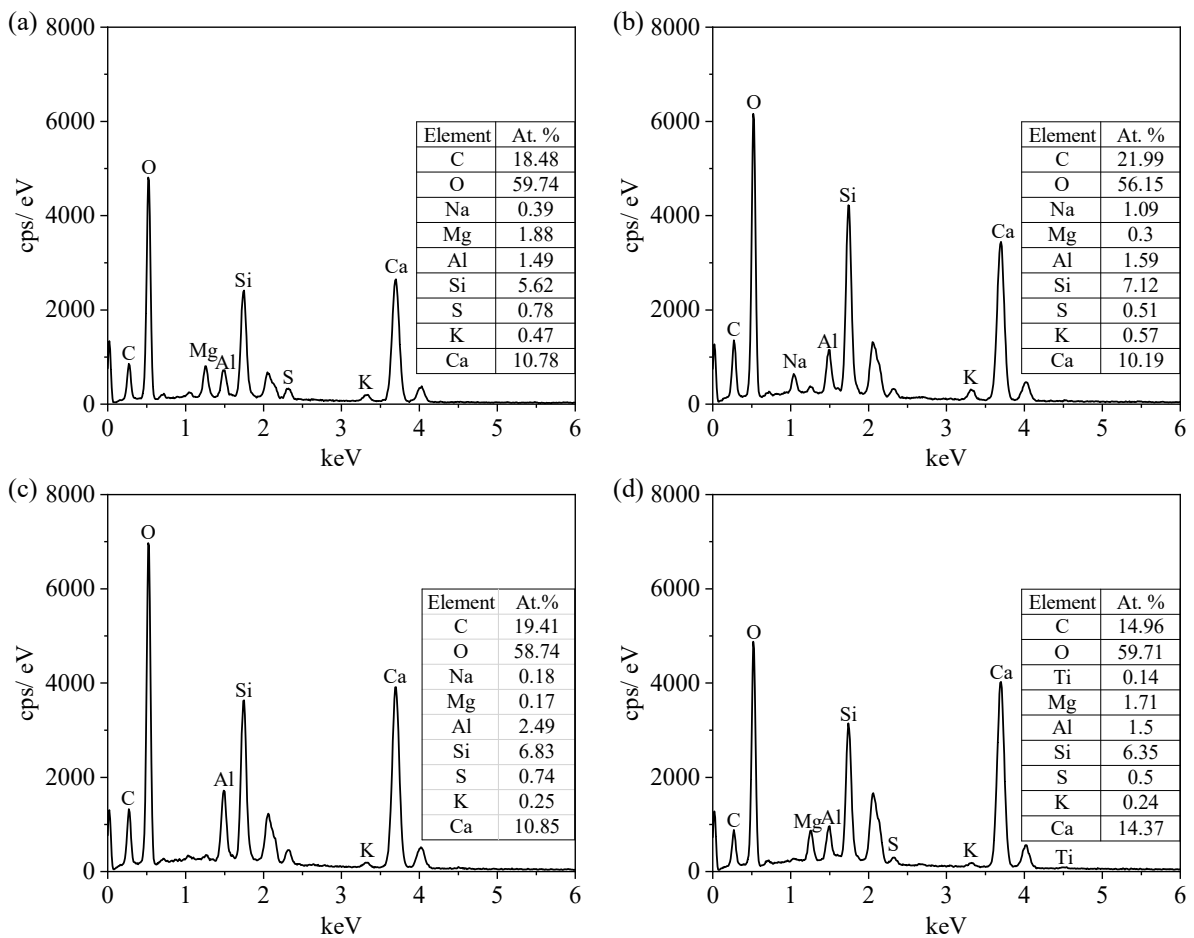 (a)
8000
6000
4000
2000
0
cps/ eV
0 1 2 3 4 5 6
keV
C
O
Mg
Al
Si
S
K
Ca
Element At. %
C 18.48
O 59.74
Na 0.39
Mg 1.88
Al 1.49
Si 5.62
S 0.78
K 0.47
Ca 10.78
(b)
8000
6000
4000
2000
0
cps/ eV
0 1 2 3 4 5 6
keV
C
O
Na
Al
Si
K
Ca
Element At. %
C 21.99
O 56.15
Na 1.09
Mg 0.3
Al 1.59
Si 7.12
S 0.51
K 0.57
Ca 10.19
(c)
8000
6000
4000
2000
0
cps/ eV
0 1 2 3 4 5 6
keV
C
O
Al
Si
K
Ca
Element At.%
C 19.41
O 58.74
Na 0.18
Mg 0.17
Al 2.49
Si 6.83
S 0.74
K 0.25
Ca 10.85
(d)
8000
6000
4000
2000
0
cps/ eV
0 1 2 3 4 5 6
keV
C
O
Mg
Al
Si
S
K
Ca
Ti
Element At. %
C 14.96
O 59.71
Ti 0.14
Mg 1.71
Al 1.5
Si 6.35
S 0.5
K 0.24
Ca 14.37